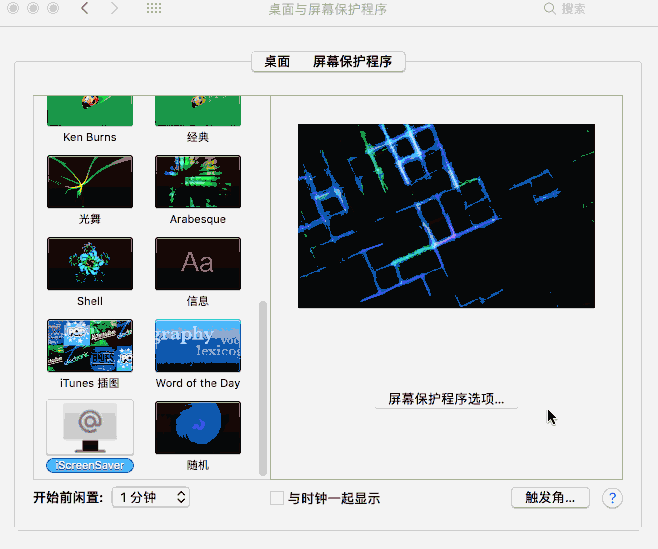 桌面与屏幕保护程序
搜索
桌面 屏幕保护程序
Ken Burns 经典
光舞 Arabesque
Aa
Shell 信息
graphy
voc
lexicog
iTunes 插图 Word of the Day
@
iScreenSaver 随机
屏幕保护程序选项...
开始前闲置: 1 分钟 与时钟一起显示 触发角... ?